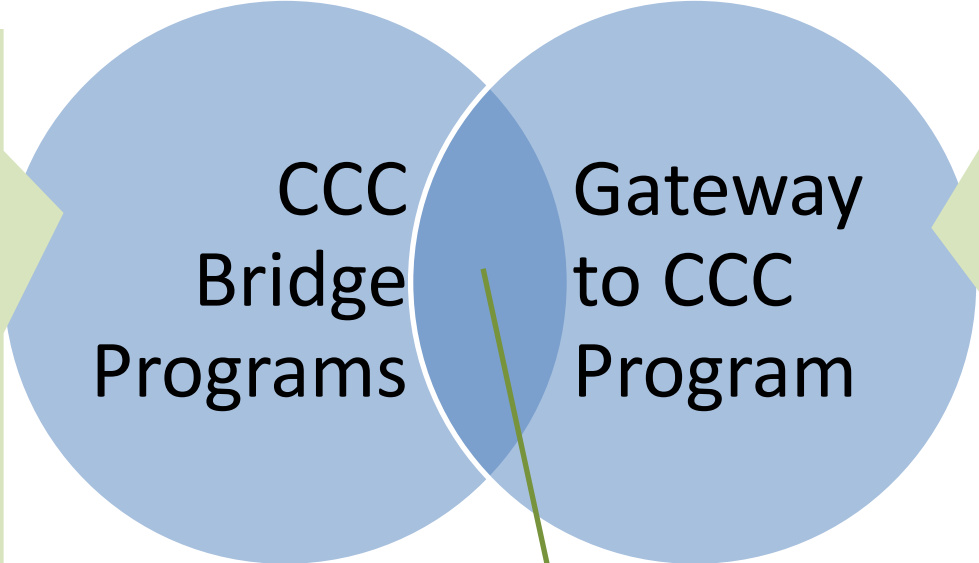 CCC
Bridge
Programs
Gateway
to CCC
Program